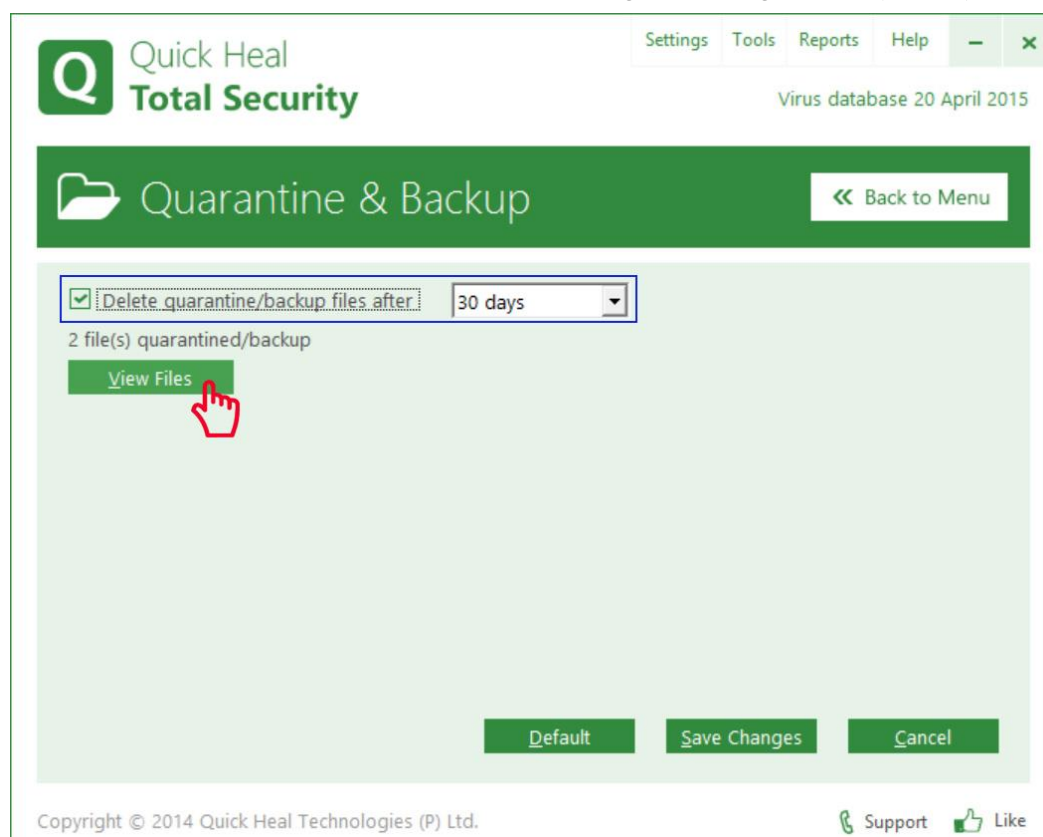 Settings Tools Reports Help
Q Quick Heal
Total Security
Virus database 20 April 2015
Quarantine & Backup
Back to Menu
Delete quarantine/backup files after 30 days
2 file(s) quarantined/backup
View Files
Default Save Changes Cancel
Copyright © 2014 Quick Heal Technologies (P) Ltd. Support Like